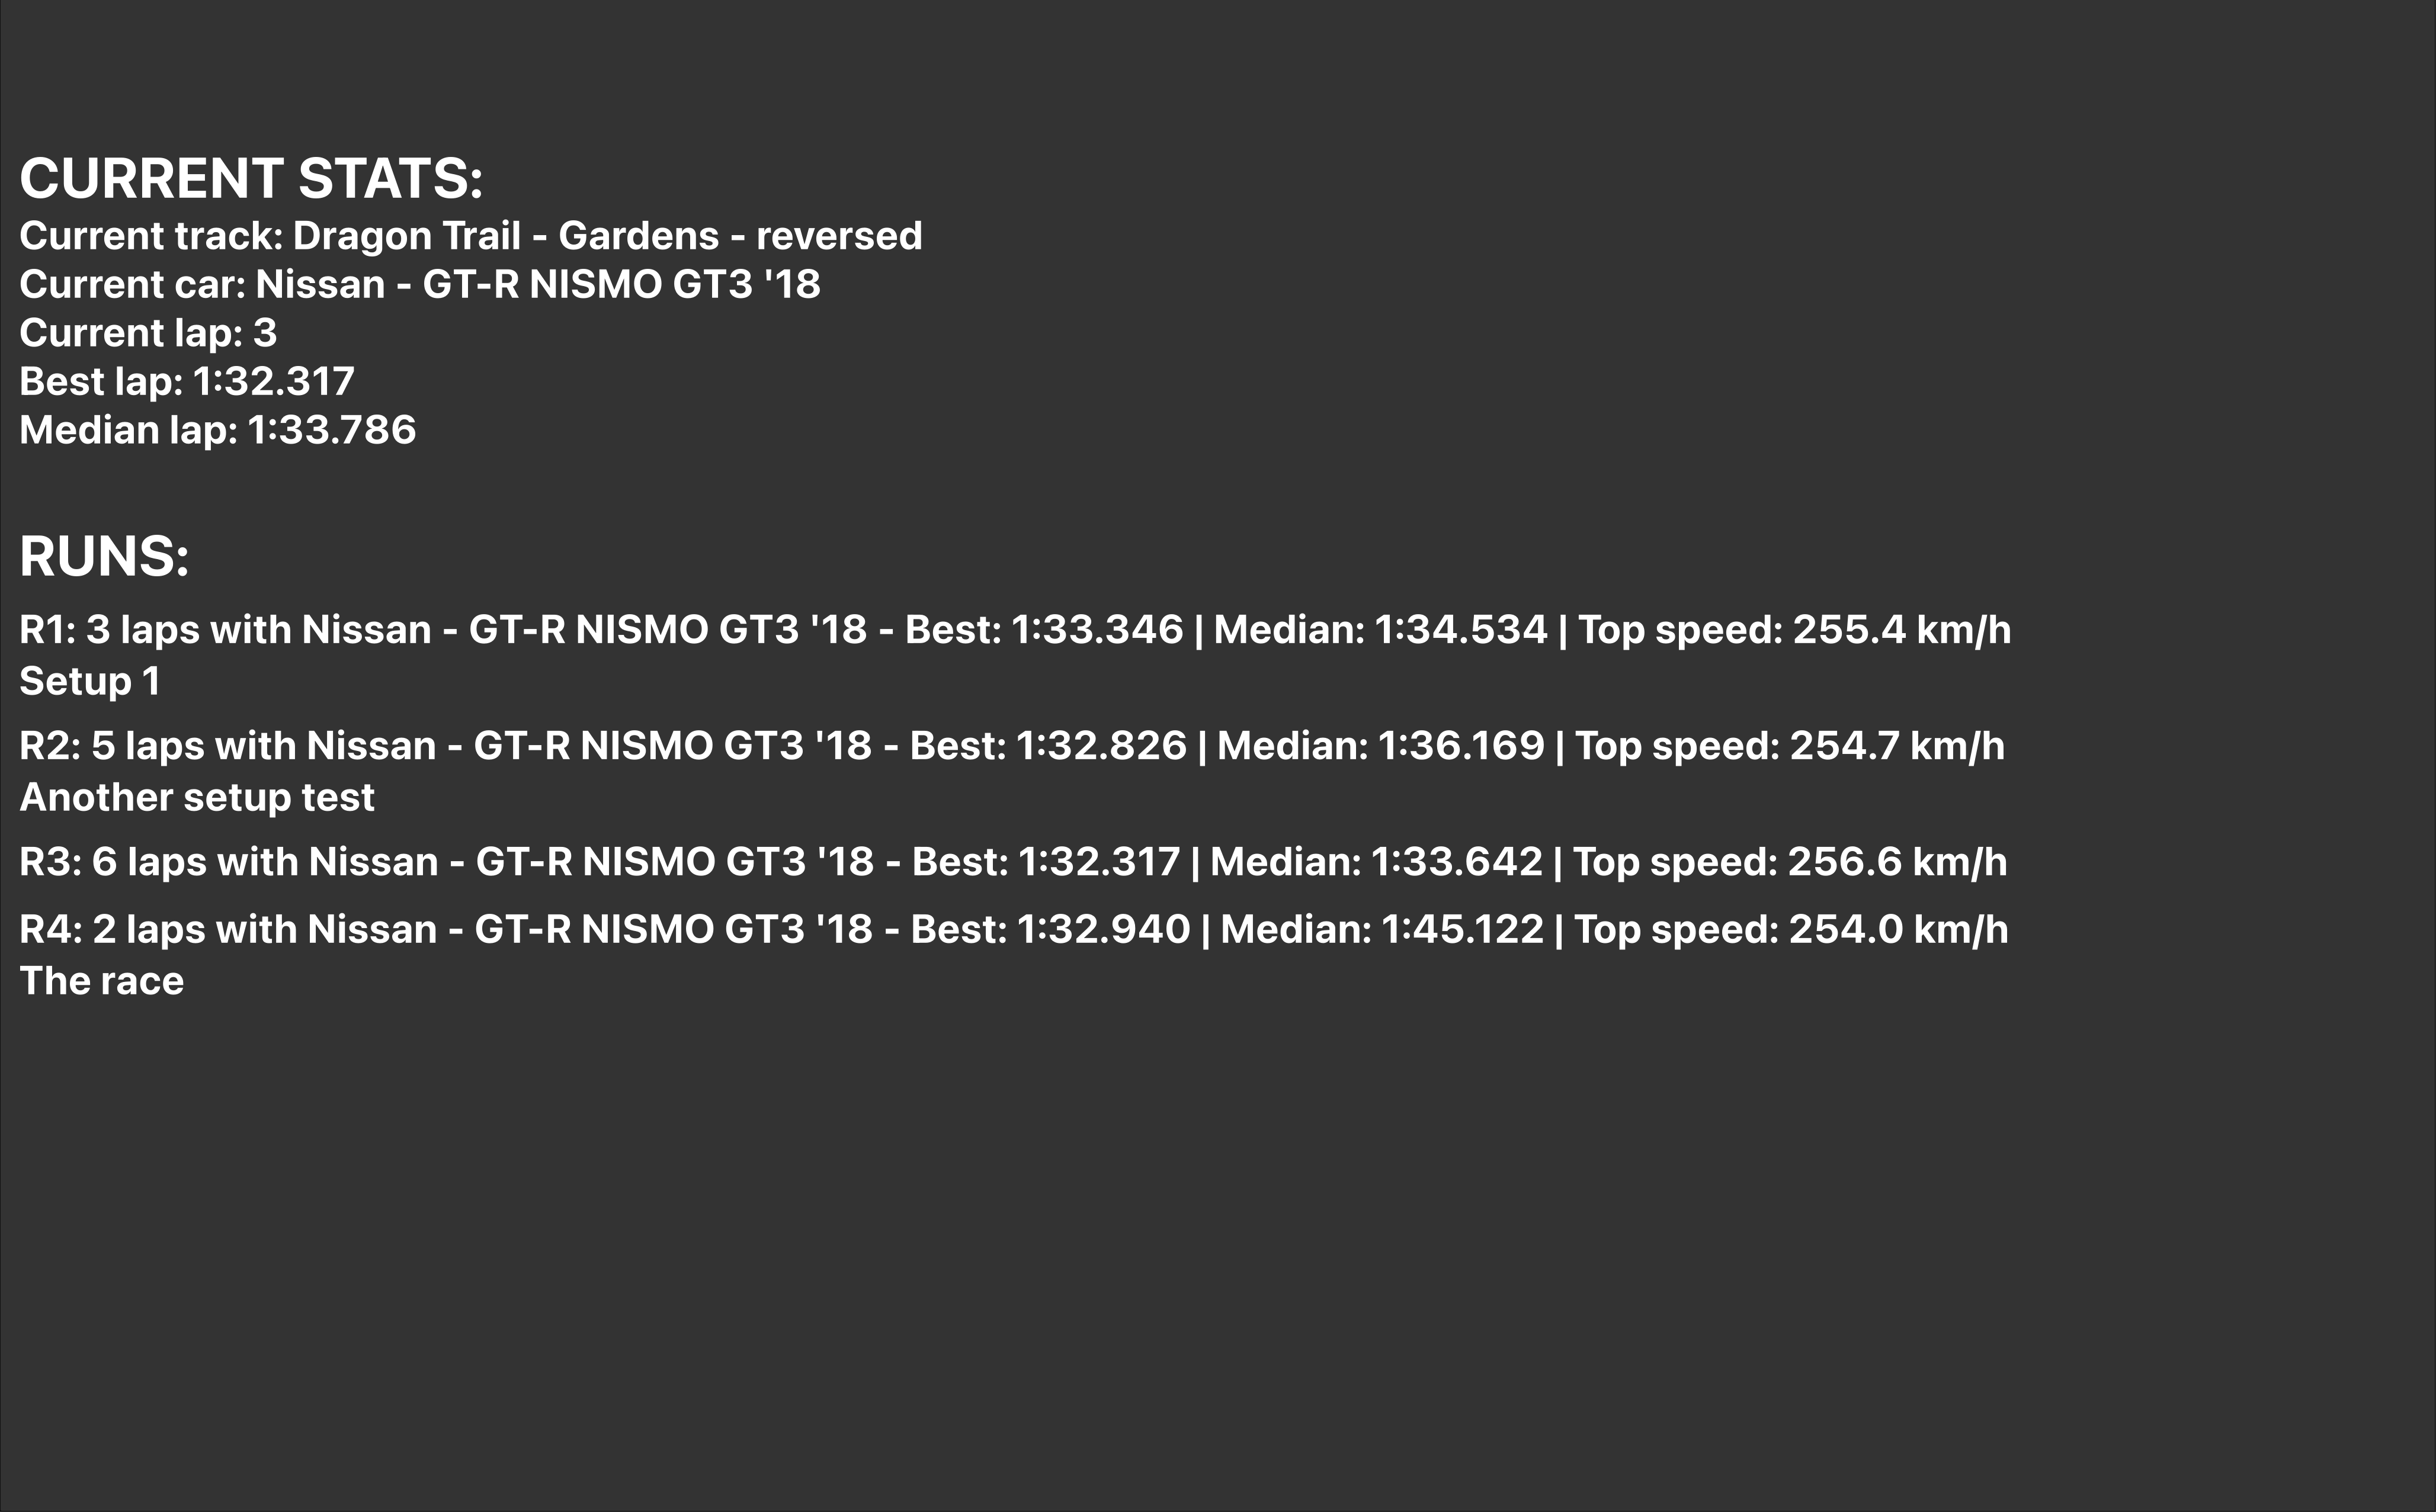 CURRENT STATS:
Current track: Dragon Trail - Gardens - reversed
Current car: Nissan - GT-R NISMO GT3 '18
Current lap: 3
Best lap: 1:32.317
Median lap: 1:33.786
RUNS:
R1: 3 laps with Nissan - GT-R NISMO GT3 '18 - Best: 1:33.346 | Median: 1:34.534 | Top speed: 255.4 km/h
Setup 1
R2: 5 laps with Nissan - GT-R NISMO GT3 '18 - Best: 1:32.826 | Median: 1:36.169 | Top speed: 254.7 km/h
Another setup test
R3: 6 laps with Nissan - GT-R NISMO GT3 '18 - Best: 1:32.317 | Median: 1:33.642 | Top speed: 256.6 km/h
R4: 2 laps with Nissan - GT-R NISMO GT3 '18 - Best: 1:32.940 | Median: 1:45.122 | Top speed: 254.0 km/h
The race